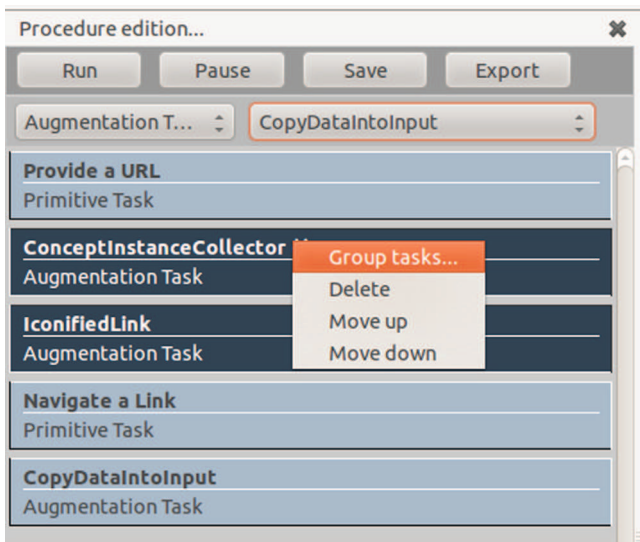 Procedure edition...
Run Pause Save Export
Augmentation T... CopyDataIntoInput
Provide a URL
Primitive Task
ConceptInstanceCollector
Augmentation Task
Group tasks...
Delete
Move up
Move down
IconifiedLink
Augmentation Task
Navigate a Link
Primitive Task
CopyDataIntoInput
Augmentation Task